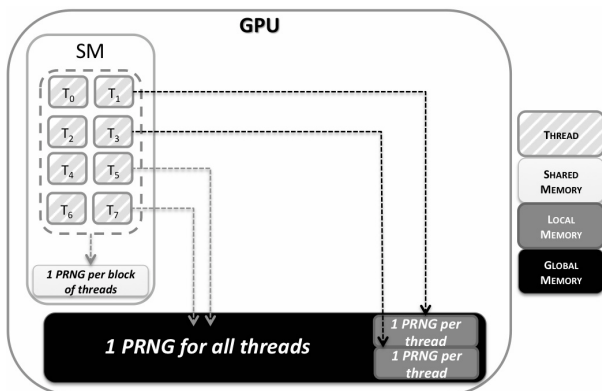 GPU
SM
T0 T1
T2 T3
T4 T5
T6 T7
1 PRNG per block
of threads
1 PRNG for all threads
1 PRNG per
thread
1 PRNG per
thread
THREAD
SHARED
MEMORY
LOCAL
MEMORY
GLOBAL
MEMORY